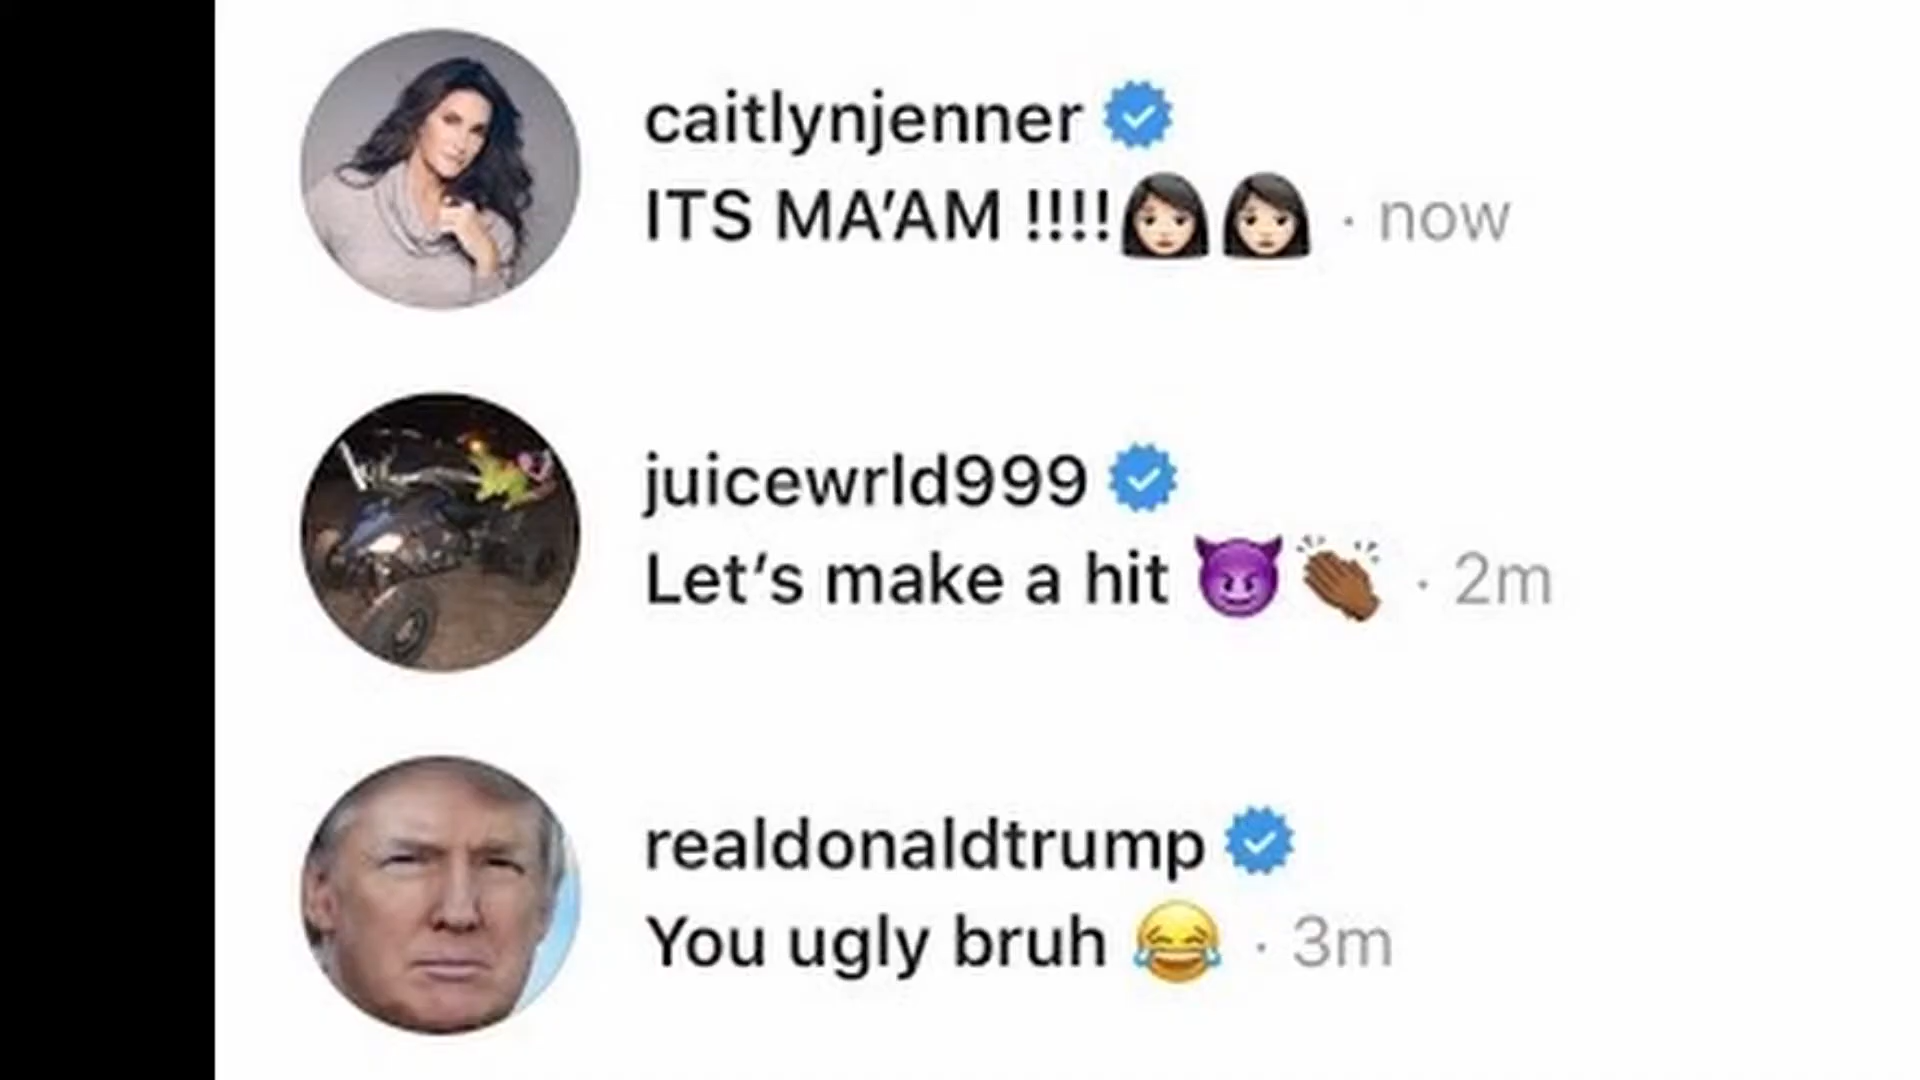 caitlynjenner
ITS MA’AM !!!!👩🏻👩🏻 · now
juicewrld999
Let’s make a hit 😈👏🏾 · 2m
realdonaldtrump
You ugly bruh 😂 · 3m